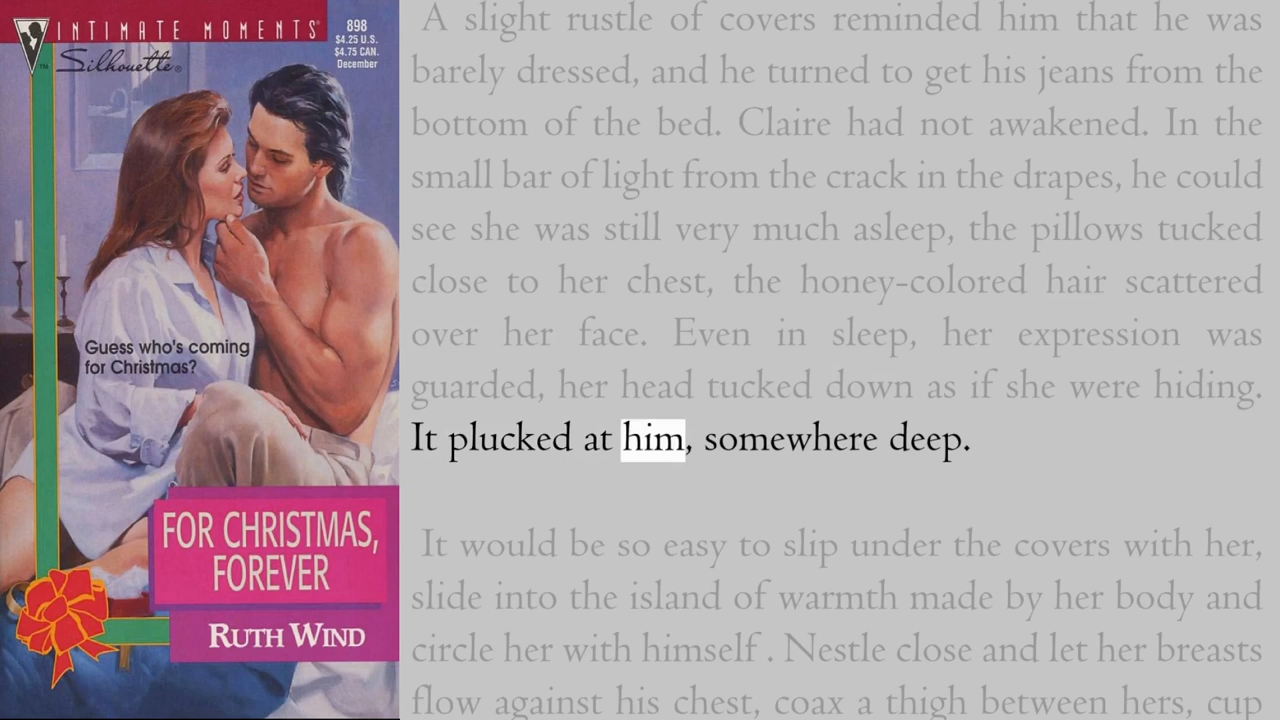 INTIMATE MOMENTS®
Silhouette®
TM
898
$4.25 U.S.
$4.75 CAN.
December
Guess who's coming
for Christmas?
FOR CHRISTMAS,
FOREVER
RUTH WIND
A slight rustle of covers reminded him that he was
barely dressed, and he turned to get his jeans from the
bottom of the bed. Claire had not awakened. In the
small bar of light from the crack in the drapes, he could
see she was still very much asleep, the pillows tucked
close to her chest, the honey-colored hair scattered
over her face. Even in sleep, her expression was
guarded, her head tucked down as if she were hiding.
It plucked at him, somewhere deep.
It would be so easy to slip under the covers with her,
slide into the island of warmth made by her body and
circle her with himself . Nestle close and let her breasts
flow against his chest, coax a thigh between hers, cup